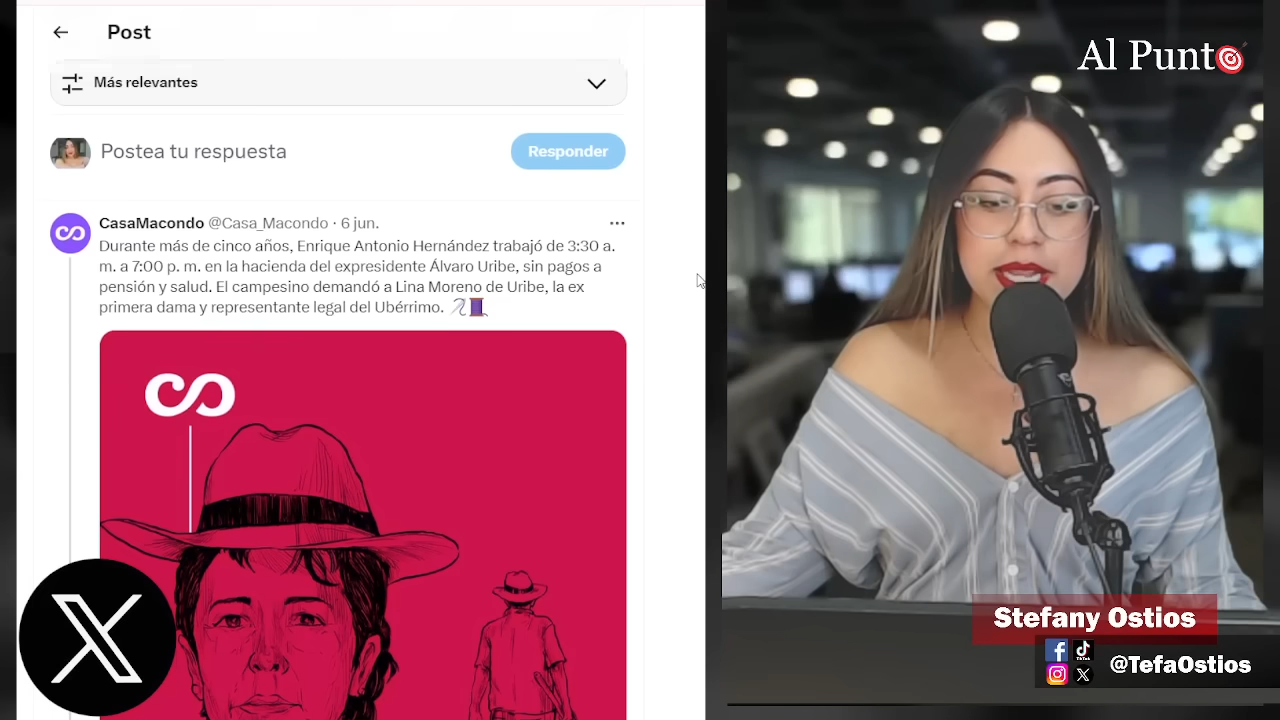 Post
Más relevantes
Postea tu respuesta
Responder
CasaMacondo @Casa_Macondo · 6 jun.
Durante más de cinco años, Enrique Antonio Hernández trabajó de 3:30 a.
m. a 7:00 p. m. en la hacienda del expresidente Álvaro Uribe, sin pagos a
pensión y salud. El campesino demandó a Lina Moreno de Uribe, la ex
primera dama y representante legal del Ubérrimo.
Al Punto
Stefany Ostios
@TefaOstios